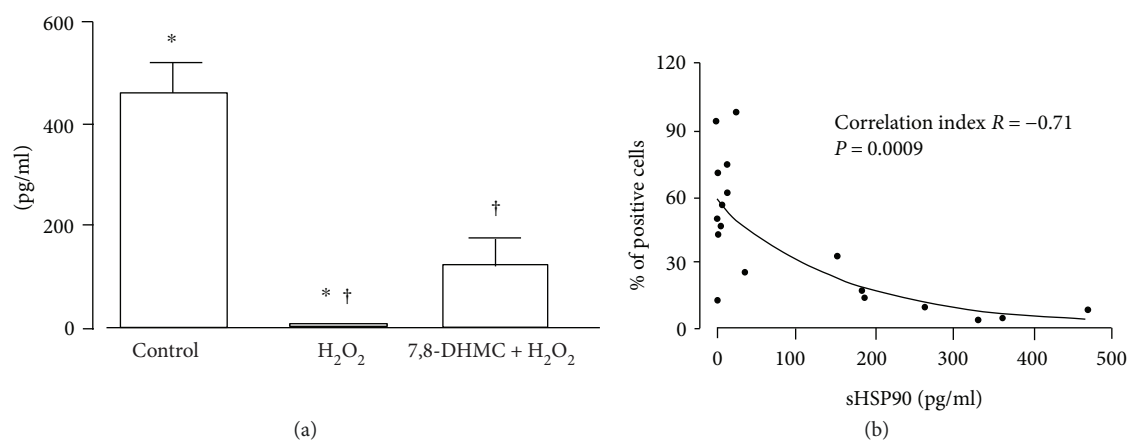 600
400
200
0
(pg/ml)
*
* †
†
Control
H₂O₂
7,8-DHMC + H₂O₂
(a)
120
90
60
30
0
% of positive cells
Correlation index R = −0.71
P = 0.0009
0 100 200 300 400 500
sHSP90 (pg/ml)
(b)